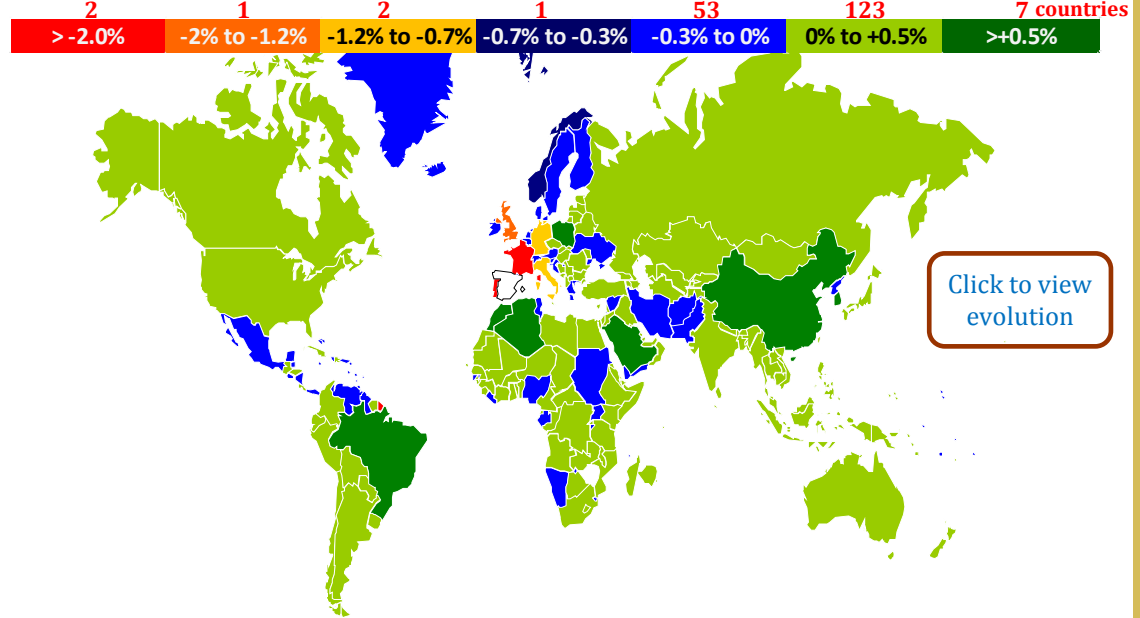 2 1 2 1 53 123 7 countries
> -2.0% -2% to -1.2% -1.2% to -0.7% -0.7% to -0.3% -0.3% to 0% 0% to +0.5% >+0.5%
Click to view
evolution